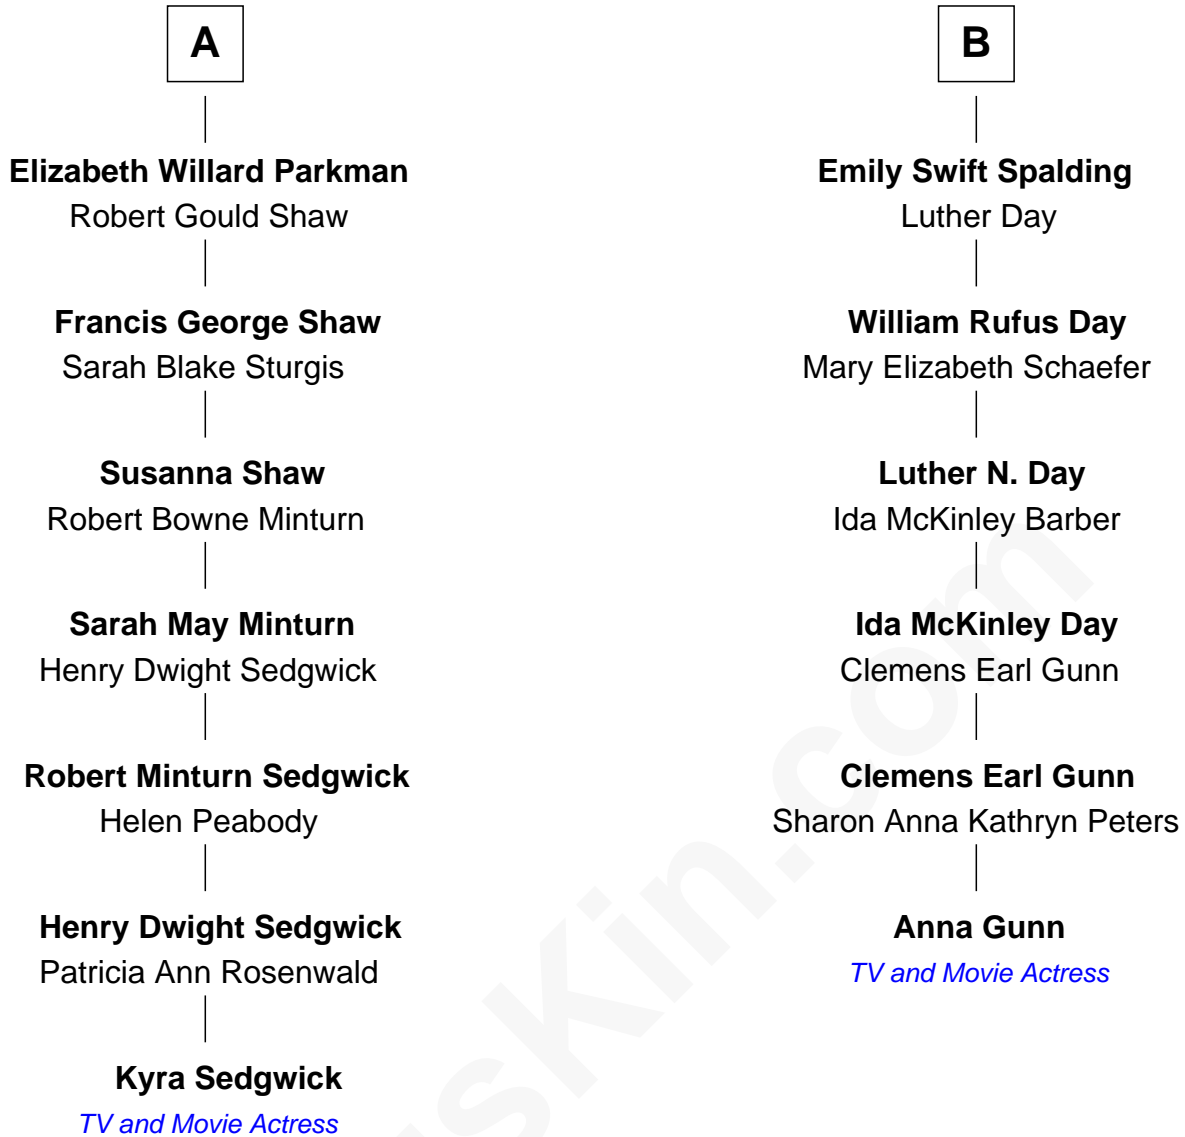 A
Elizabeth Willard Parkman
Robert Gould Shaw
Francis George Shaw
Sarah Blake Sturgis
Susanna Shaw
Robert Bowne Minturn
Sarah May Minturn
Henry Dwight Sedgwick
Robert Minturn Sedgwick
Helen Peabody
Henry Dwight Sedgwick
Patricia Ann Rosenwald
Kyra Sedgwick
TV and Movie Actress
B
Emily Swift Spalding
Luther Day
William Rufus Day
Mary Elizabeth Schaefer
Luther N. Day
Ida McKinley Barber
Ida McKinley Day
Clemens Earl Gunn
Clemens Earl Gunn
Sharon Anna Kathryn Peters
Anna Gunn
TV and Movie Actress
sKin.com